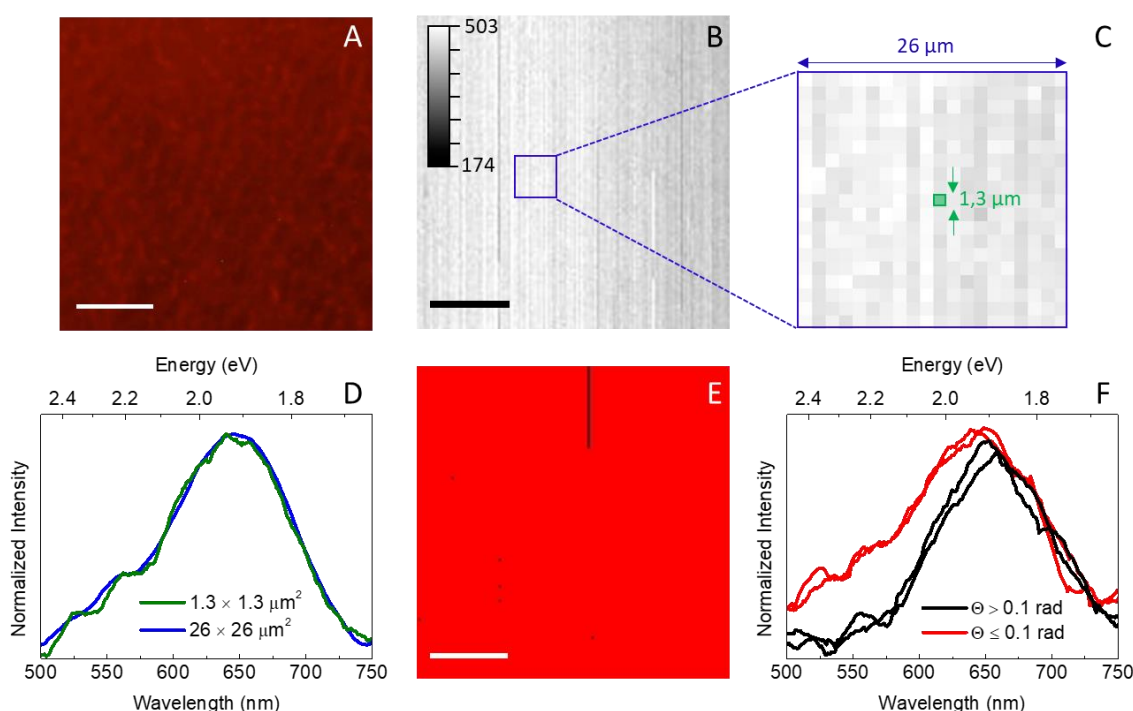 A
503
174
B
26 µm
C
1,3 µm
Energy (eV)
2.4 2.2 2.0 1.8
D
Normalized Intensity
1.3 × 1.3 µm²
26 × 26 µm²
500 550 600 650 700 750
Wavelength (nm)
E
Energy (eV)
2.4 2.2 2.0 1.8
F
Normalized Intensity
Θ > 0.1 rad
Θ ≤ 0.1 rad
500 550 600 650 700 750
Wavelength (nm)